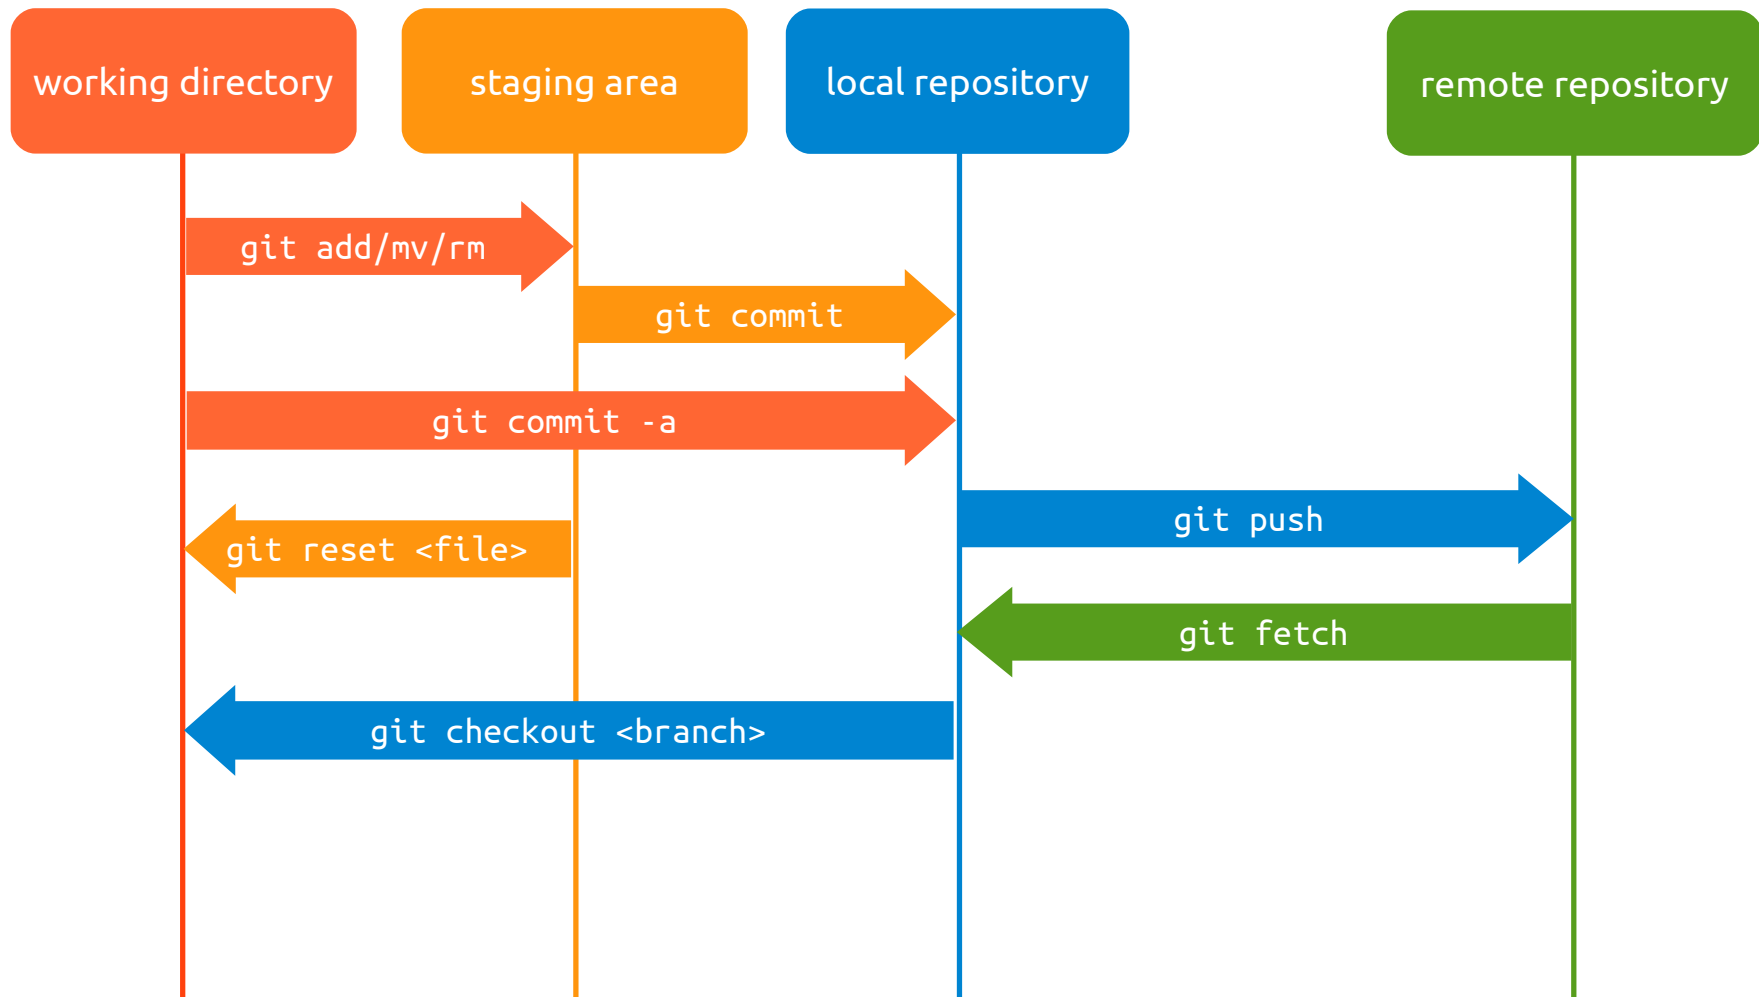 working directory
staging area
local repository
remote repository
git add/mv/rm
git commit
git commit -a
git push
git reset <file>
git fetch
git checkout <branch>